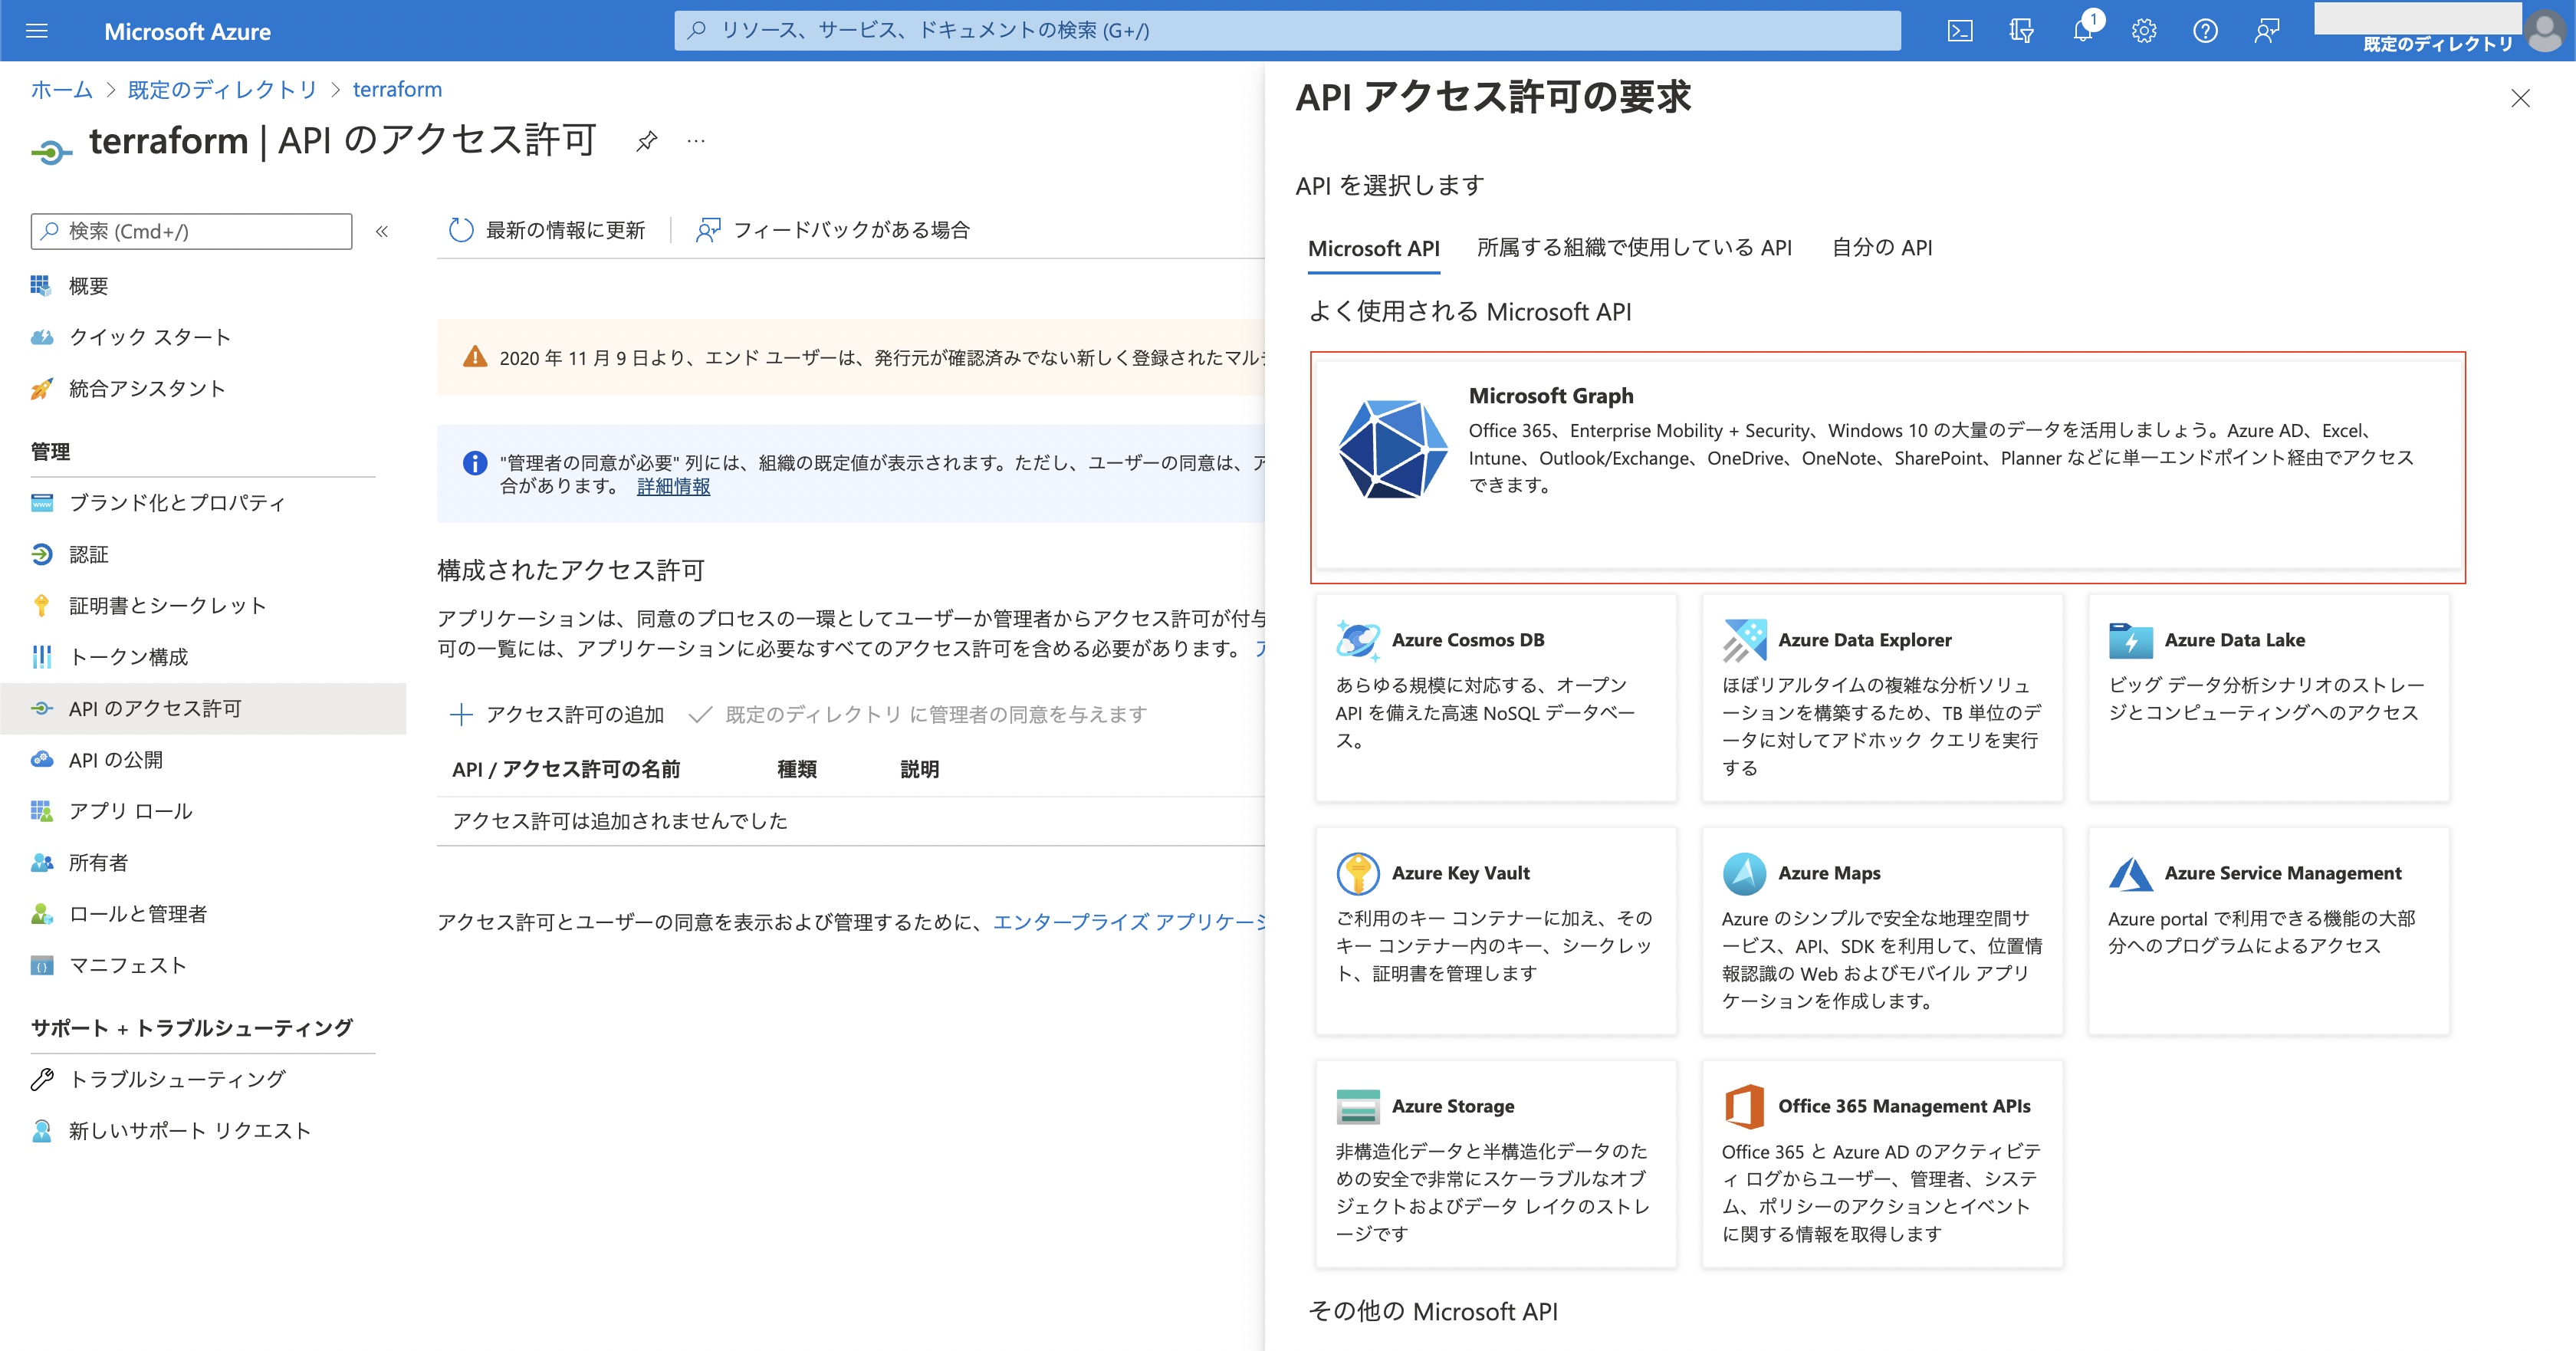 Microsoft Azure
リソース、サービス、ドキュメントの検索 (G+/)
1
既定のディレクトリ
ホーム > 既定のディレクトリ > terraform
terraform | API のアクセス許可
検索 (Cmd+/)
概要
クイック スタート
統合アシスタント
管理
ブランド化とプロパティ
認証
証明書とシークレット
トークン構成
API のアクセス許可
API の公開
アプリ ロール
所有者
ロールと管理者
マニフェスト
サポート + トラブルシューティング
トラブルシューティング
新しいサポート リクエスト
最新の情報に更新
フィードバックがある場合
2020 年 11 月 9 日より、エンド ユーザーは、発行元が確認済みでない新しく登録されたマル
"管理者の同意が必要" 列には、組織の既定値が表示されます。ただし、ユーザーの同意は、ア
合があります。 詳細情報
構成されたアクセス許可
アプリケーションは、同意のプロセスの一環としてユーザーか管理者からアクセス許可が付与
可の一覧には、アプリケーションに必要なすべてのアクセス許可を含める必要があります。 ア
アクセス許可の追加
既定のディレクトリ に管理者の同意を与えます
API / アクセス許可の名前 種類 説明
アクセス許可は追加されませんでした
アクセス許可とユーザーの同意を表示および管理するために、エンタープライズ アプリケーシ
API アクセス許可の要求
API を選択します
Microsoft API 所属する組織で使用している API 自分の API
よく使用される Microsoft API
Microsoft Graph
Office 365、Enterprise Mobility + Security、Windows 10 の大量のデータを活用しましょう。Azure AD、Excel、
Intune、Outlook/Exchange、OneDrive、OneNote、SharePoint、Planner などに単一エンドポイント経由でアクセス
できます。
Azure Cosmos DB
あらゆる規模に対応する、オープン
API を備えた高速 NoSQL データベー
ス。
Azure Data Explorer
ほぼリアルタイムの複雑な分析ソリュ
ーションを構築するため、TB 単位のデ
ータに対してアドホック クエリを実行
する
Azure Data Lake
ビッグ データ分析シナリオのストレー
ジとコンピューティングへのアクセス
Azure Key Vault
ご利用のキー コンテナーに加え、その
キー コンテナー内のキー、シークレッ
ト、証明書を管理します
Azure Maps
Azure のシンプルで安全な地理空間サ
ービス、API、SDK を利用して、位置情
報認識の Web およびモバイル アプリ
ケーションを作成します。
Azure Service Management
Azure portal で利用できる機能の大部
分へのプログラムによるアクセス
Azure Storage
非構造化データと半構造化データのた
めの安全で非常にスケーラブルなオブ
ジェクトおよびデータ レイクのストレ
ージです
Office 365 Management APIs
Office 365 と Azure AD のアクティビテ
ィ ログからユーザー、管理者、システ
ム、ポリシーのアクションとイベント
に関する情報を取得します
その他の Microsoft API